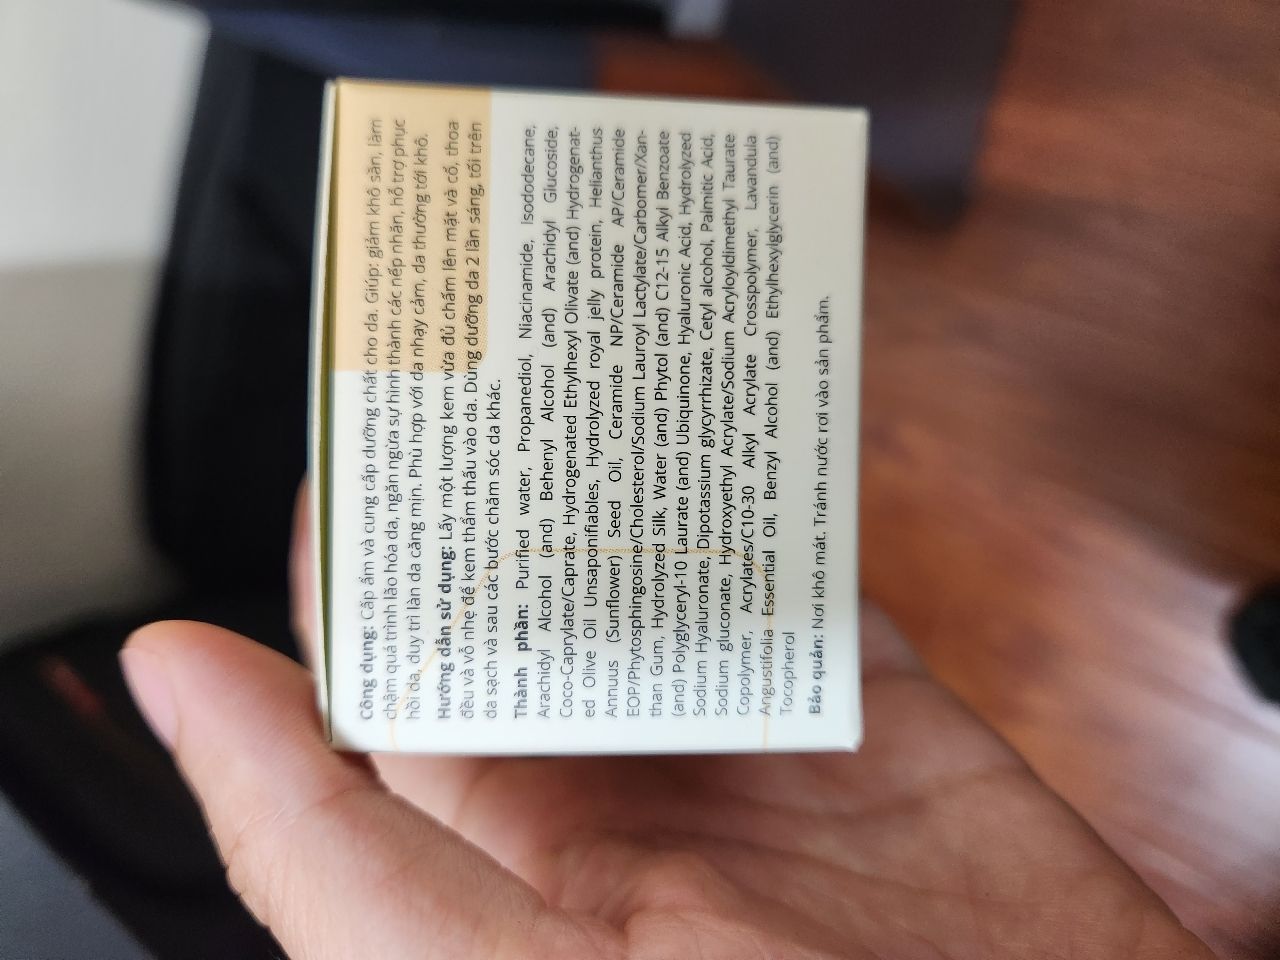 Công dụng: Cấp ẩm và cung cấp dưỡng chất cho da. Giúp: giảm khô sần, làm
chậm quá trình lão hóa da, ngăn ngừa sự hình thành các nếp nhăn, hỗ trợ phục
hồi da, duy trì làn da căng mịn. Phù hợp với da nhạy cảm, da thường tới khô.
Hướng dẫn sử dụng: Lấy một lượng kem vừa đủ chấm lên mặt và cổ, thoa
đều và vỗ nhẹ để kem thẩm thấu vào da. Dùng dưỡng da 2 lần sáng, tối trên
da sạch và sau các bước chăm sóc da khác.
Thành phần: Purified water, Propanediol, Niacinamide, Isododecane,
Arachidyl Alcohol (and) Behenyl Alcohol (and) Arachidyl Glucoside,
Coco-Caprylate/Caprate, Hydrogenated Ethylhexyl Olivate (and) Hydrogenat-
ed Olive Oil Unsaponifiables, Hydrolyzed royal jelly protein, Helianthus
Annuus (Sunflower) Seed Oil, Ceramide NP/Ceramide AP/Ceramide
EOP/Phytosphingosine/Cholesterol/Sodium Lauroyl Lactylate/Carbomer/Xan-
than Gum, Hydrolyzed Silk, Water (and) Phytol (and) C12-15 Alkyl Benzoate
(and) Polyglyceryl-10 Laurate (and) Ubiquinone, Hyaluronic Acid, Hydrolyzed
Sodium Hyaluronate, Dipotassium glycyrrhizate, Cetyl alcohol, Palmitic Acid,
Sodium gluconate, Hydroxyethyl Acrylate/Sodium Acryloyldimethyl Taurate
Copolymer, Acrylates/C10-30 Alkyl Acrylate Crosspolymer, Lavandula
Angustifolia Essential Oil, Benzyl Alcohol (and) Ethylhexylglycerin (and)
Tocopherol
Bảo quản: Nơi khô mát. Tránh nước rơi vào sản phẩm.